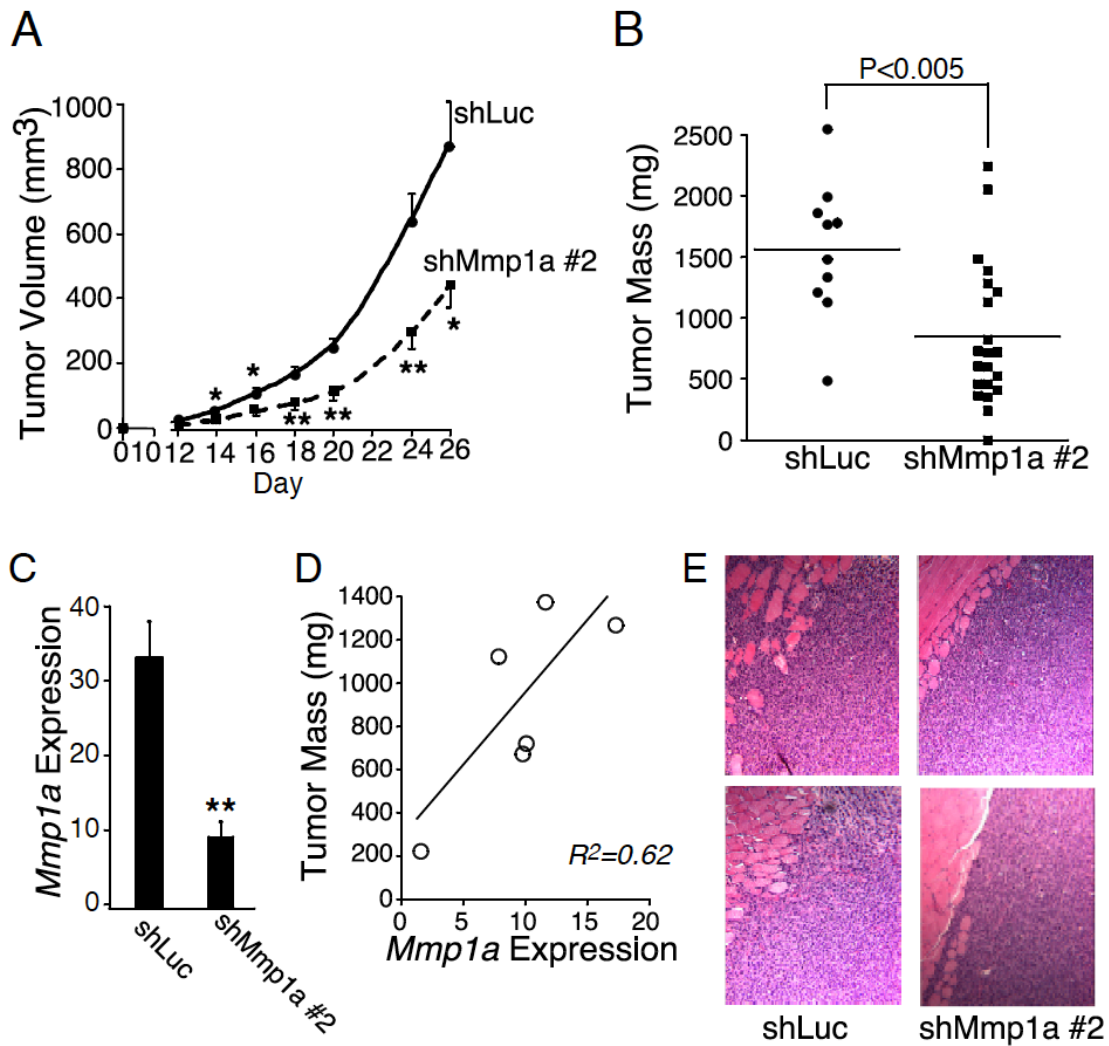 A
Tumor Volume (mm3)
1000
800
600
400
200
0
shLuc
shMmp1a #2
*
*
**
**
**
*
0 10 12 14 16 18 20 22 24 26
Day
B
P<0.005
Tumor Mass (mg)
2500
2000
1500
1000
500
0
shLuc shMmp1a #2
C
Mmp1a Expression
40
30
20
10
0
**
shLuc
shMmp1a #2
D
Tumor Mass (mg)
1400
1200
1000
800
600
400
200
0
R2=0.62
0 5 10 15 20
Mmp1a Expression
E
shLuc shMmp1a #2